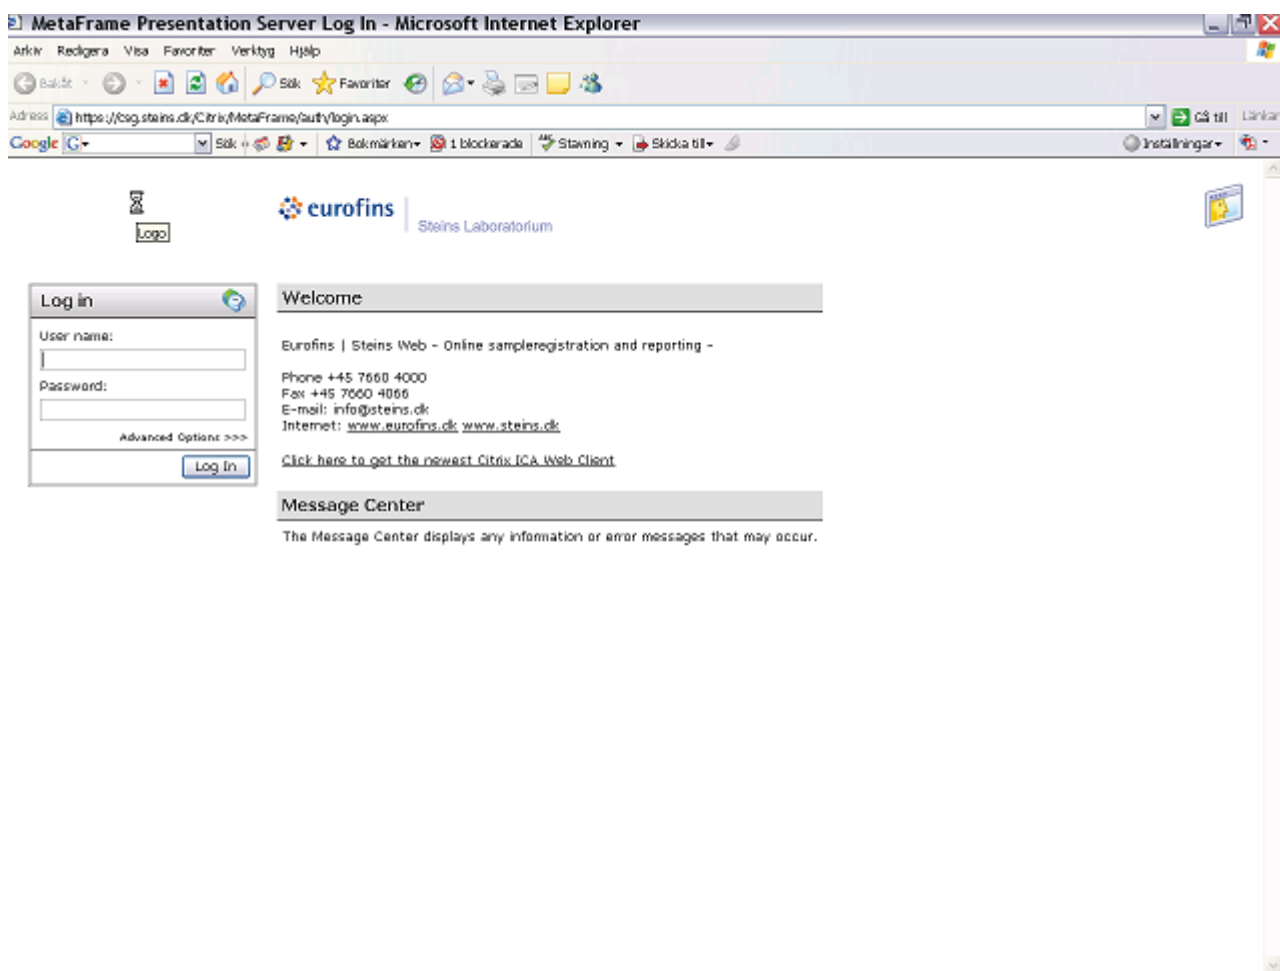 MetaFrame Presentation Server Log In - Microsoft Internet Explorer
Arkiv Redigera Visa Favoriter Verktyg Hjälp
Bakåt Sök Favoriter
Adress https://csg.steins.dk/Citrix/MetaFrame/auth/login.aspx Gå till Länkar
Google G Sök Bokmärken 1 blockerade Stavning Skicka till Inställningar
eurofins
Steins Laboratorium
Logo
Log in
User name:
Password:
Advanced Options >>>
Log In
Welcome
Eurofins | Steins Web - Online sampleregistration and reporting -
Phone +45 7660 4000
Fax +45 7660 4066
E-mail: info@steins.dk
Internet: www.eurofins.dk www.steins.dk
Click here to get the newest Citrix ICA Web Client
Message Center
The Message Center displays any information or error messages that may occur.